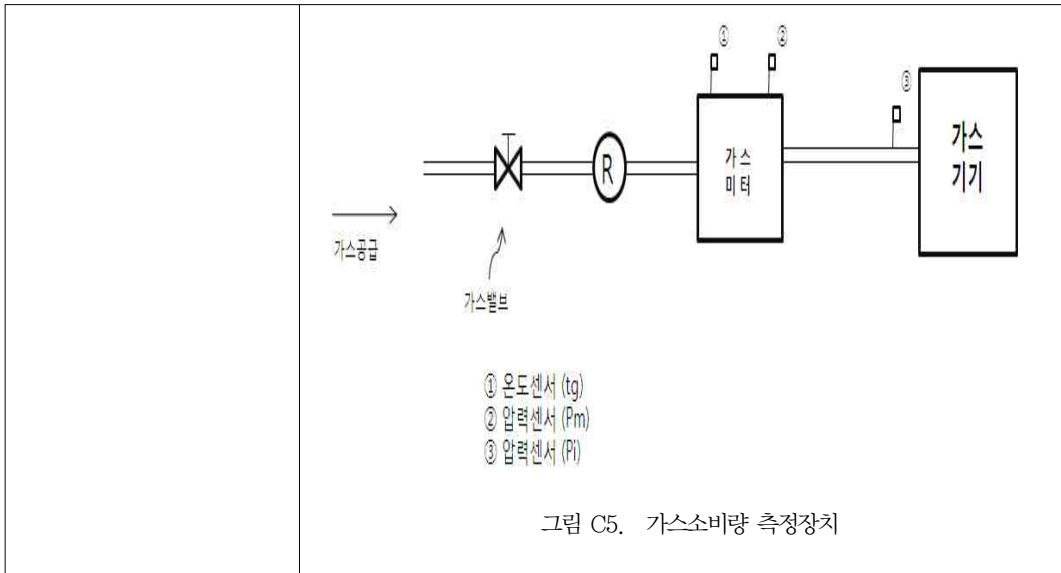 ① ②
③
R
가 스
미 터
가스
기기
가스공급
가스밸브
① 온도센서 (tg)
② 압력센서 (Pm)
③ 압력센서 (Pi)
그림 C5. 가스소비량 측정장치